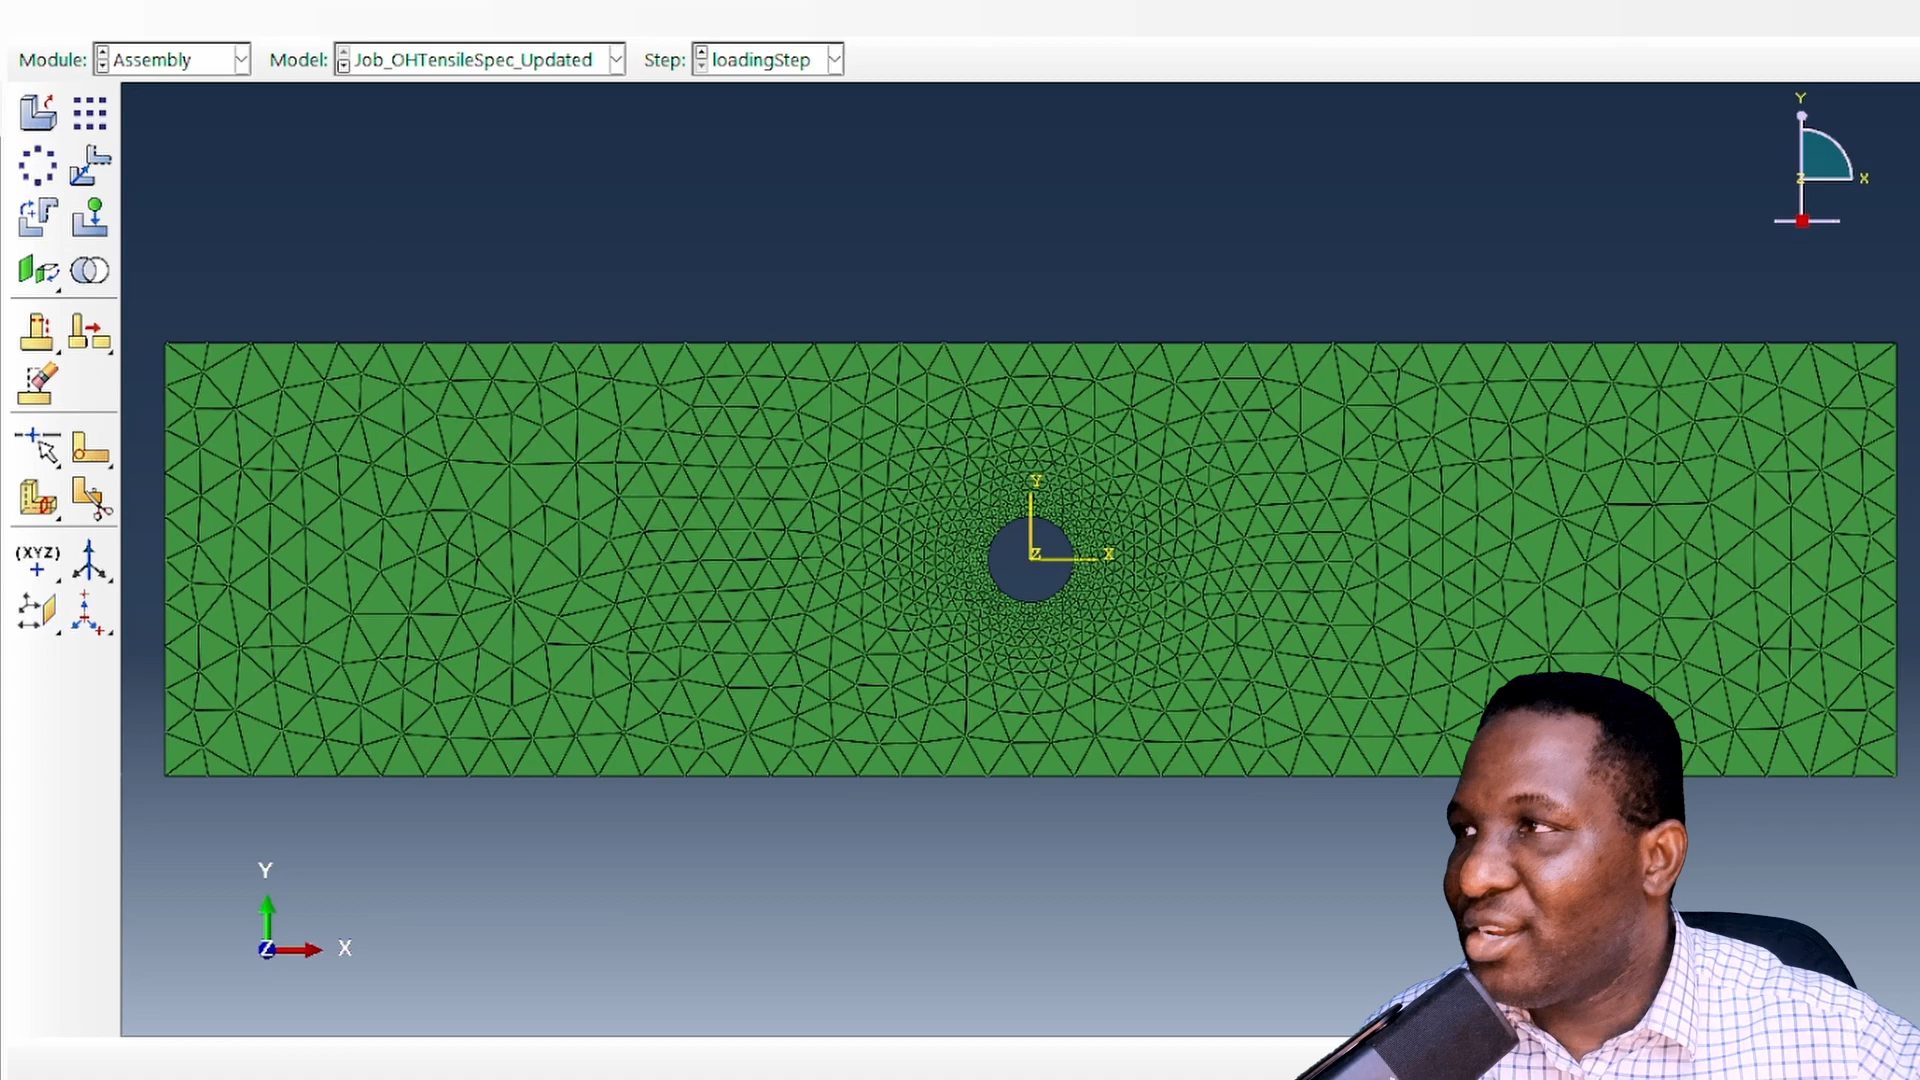 Module: Assembly Model: Job_OHTensileSpec_Updated Step: loadingStep
Y
Z X
(XYZ)
Y
Z X
Y
Z X